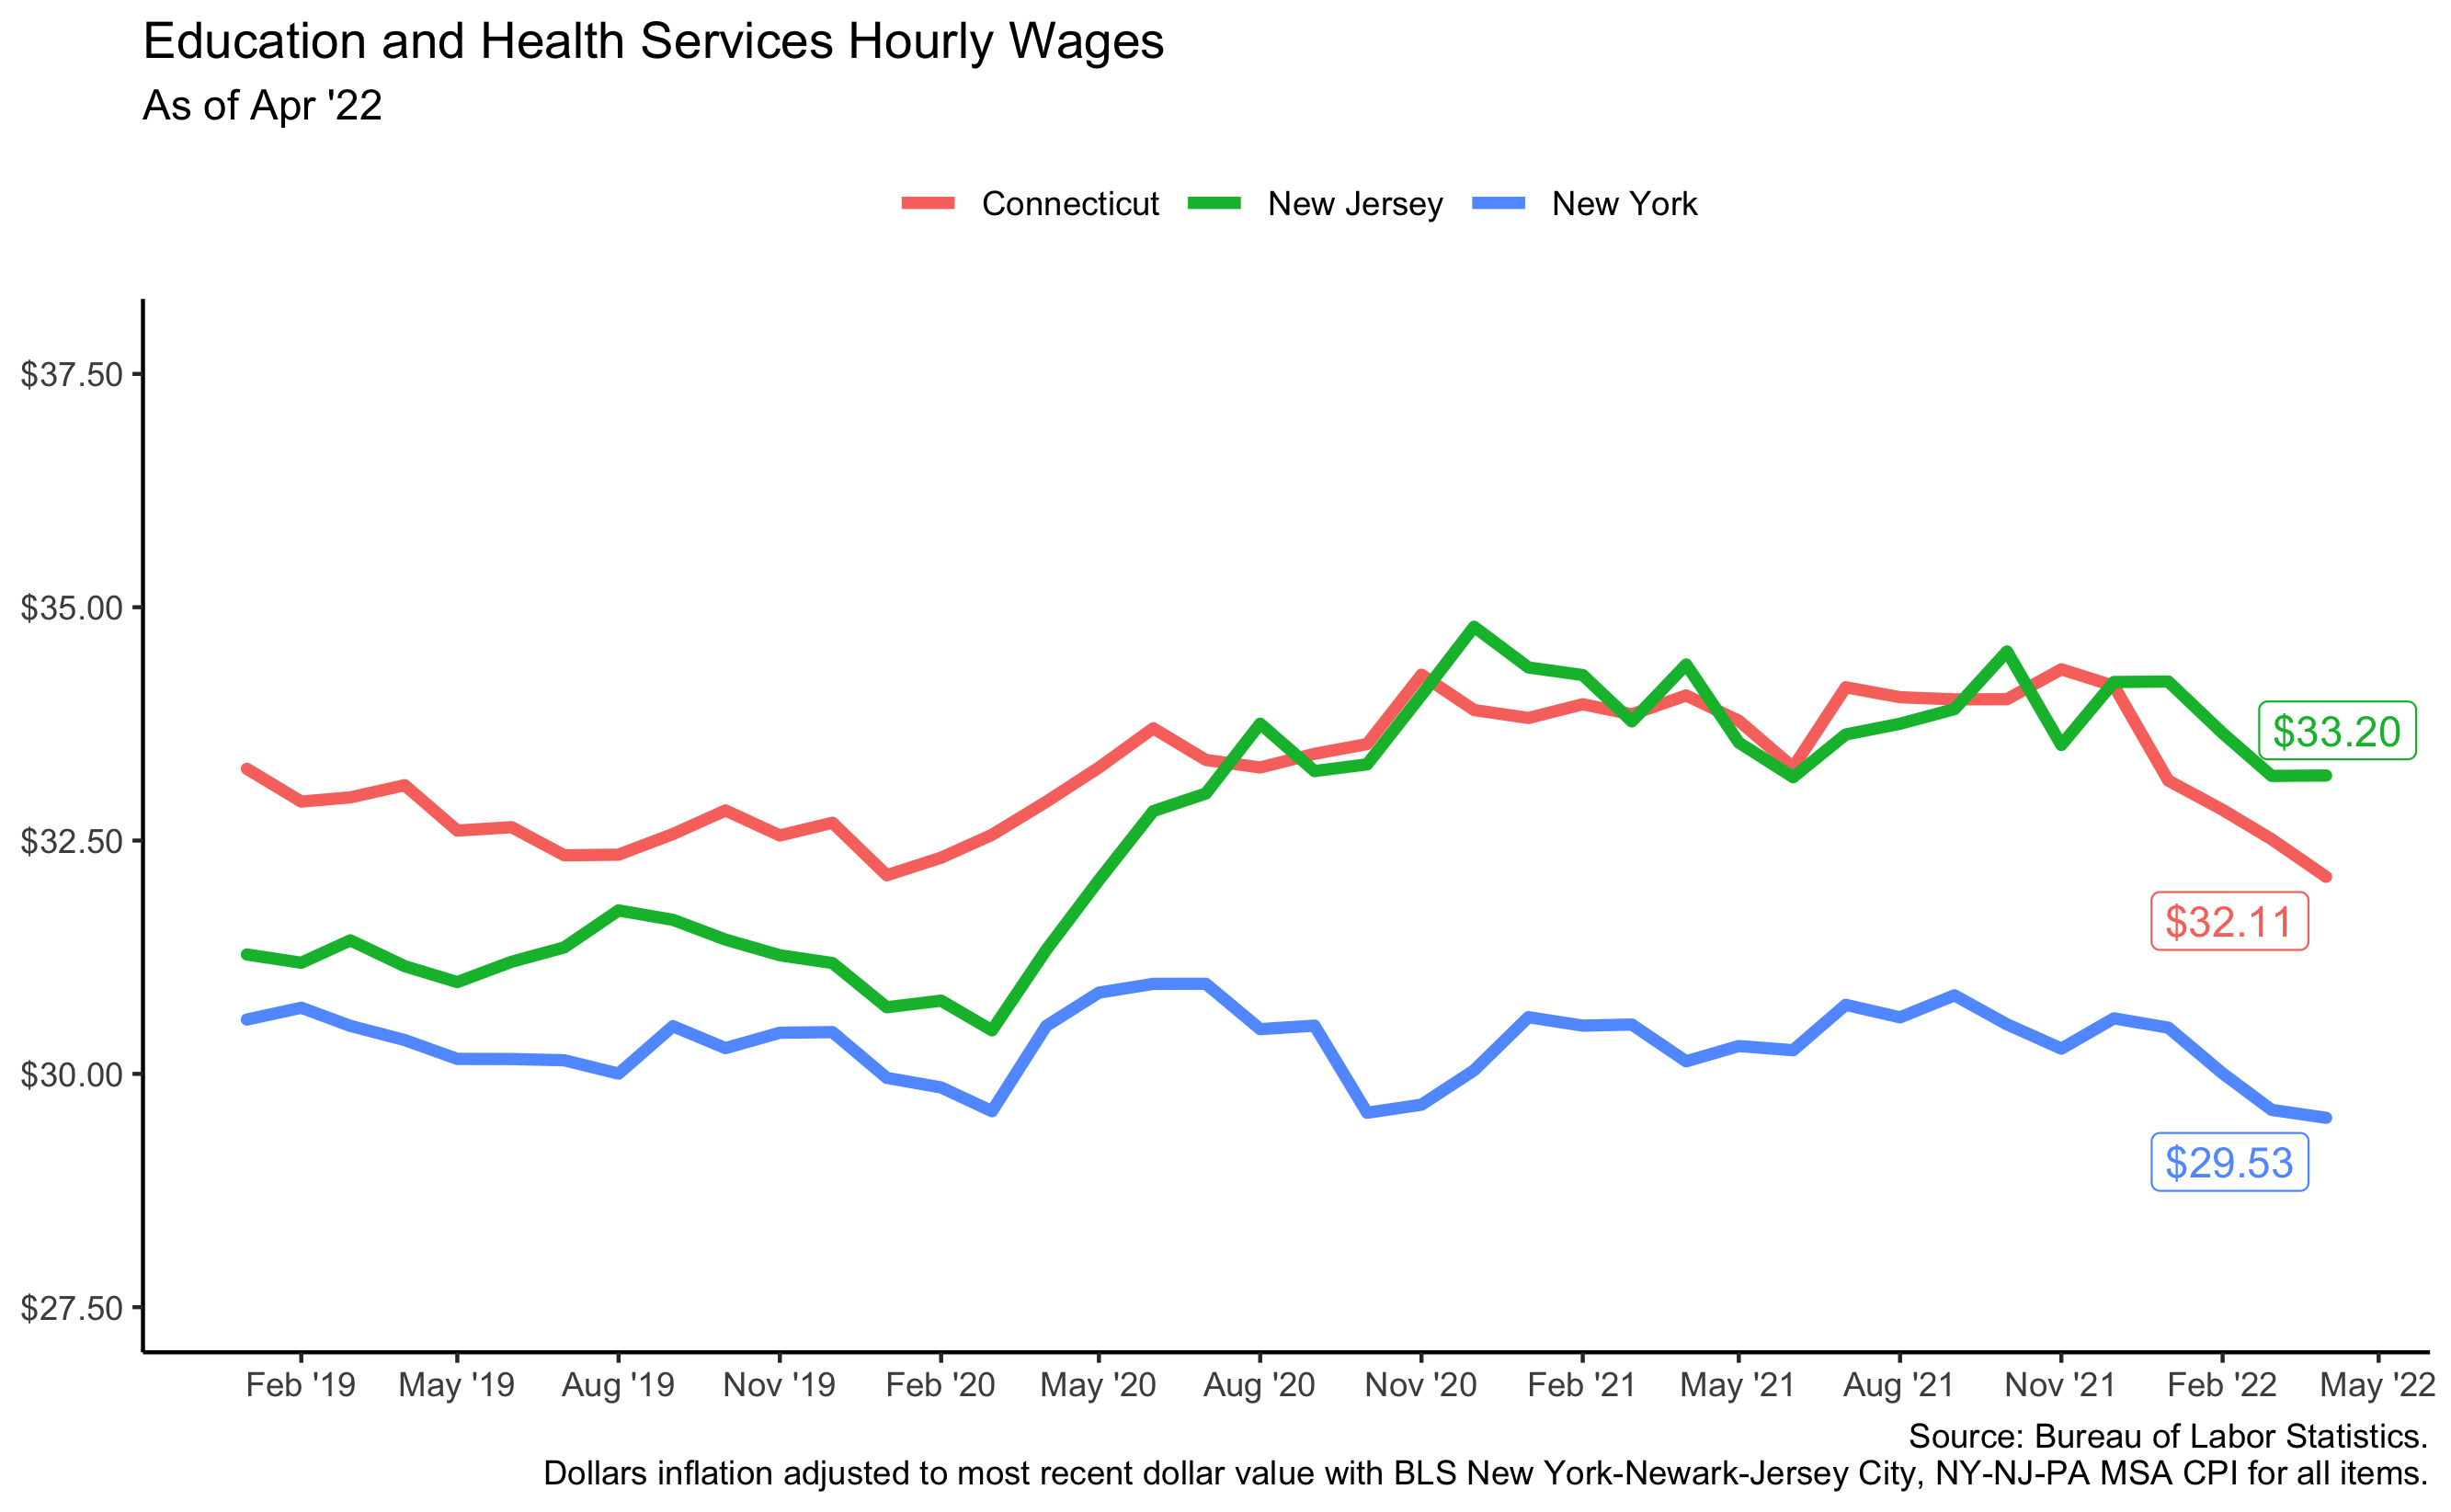 Education and Health Services Hourly Wages
As of Apr '22
Connecticut New Jersey New York
$37.50
$35.00
$32.50
$30.00
$27.50
$33.20
$32.11
$29.53
Feb '19 May '19 Aug '19 Nov '19 Feb '20 May '20 Aug '20 Nov '20 Feb '21 May '21 Aug '21 Nov '21 Feb '22 May '22
Source: Bureau of Labor Statistics.
Dollars inflation adjusted to most recent dollar value with BLS New York-Newark-Jersey City, NY-NJ-PA MSA CPI for all items.